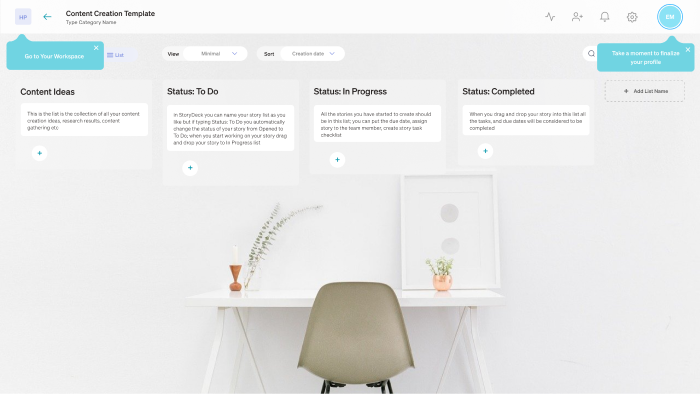 HP
Content Creation Template
Type Category Name
EM
Go to Your Workspace
List
View
Minimal
Sort
Creation date
Take a moment to finalize
your profile
Content Ideas
This is the list is the collection of all your content
creation ideas, research results, content
gathering etc
Status: To Do
In StoryDeck you can name your story list as you
like but if typing Status: To Do you automatically
change the status of your story from Opened to
To Do; when you start working on your story drag
and drop your story to In Progress list
Status: In Progress
All the stories you have started to create should
be in this list; you can put the due date, assign
story to the team member, create story task
checklist
Status: Completed
When you drag and drop your story into this list all
the tasks, and due dates will be considered to be
completed
Add List Name